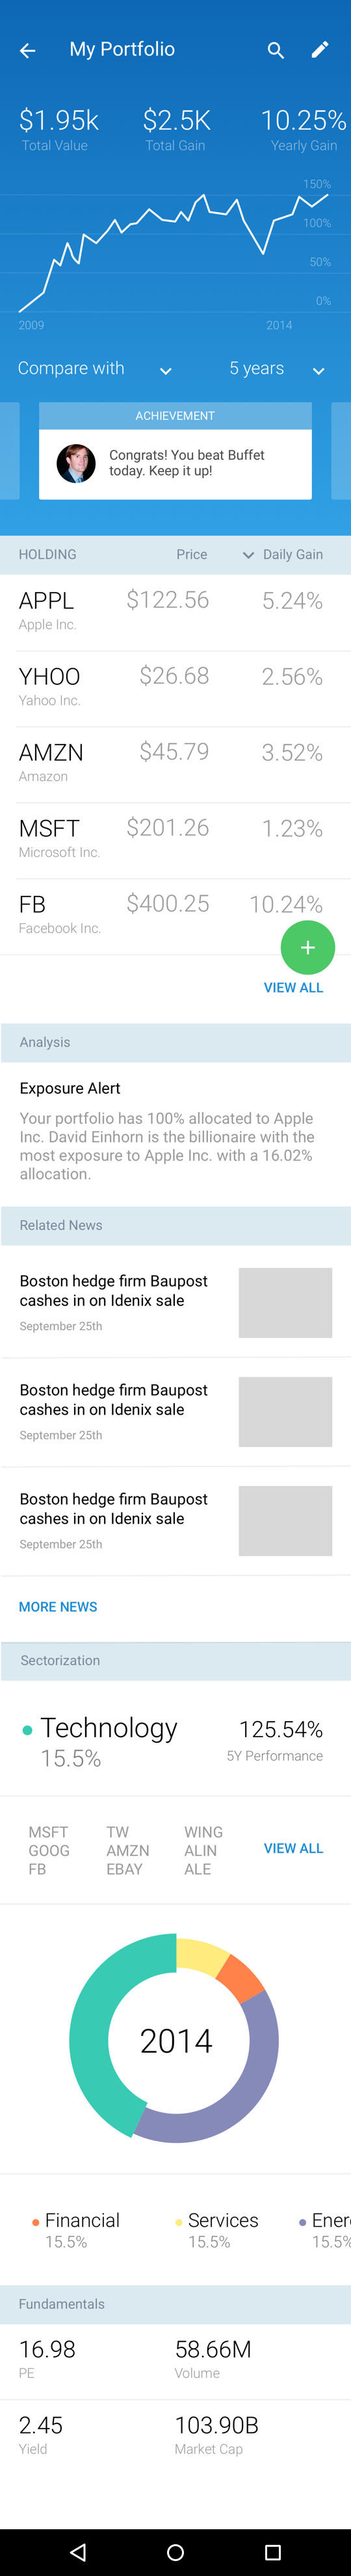 My Portfolio
$1.95k $2.5K 10.25%
Total Value Total Gain Yearly Gain
150%
100%
50%
0%
2009 2014
Compare with 5 years
ACHIEVEMENT
Congrats! You beat Buffet
today. Keep it up!
HOLDING Price Daily Gain
APPL $122.56 5.24%
Apple Inc.
YHOO $26.68 2.56%
Yahoo Inc.
AMZN $45.79 3.52%
Amazon
MSFT $201.26 1.23%
Microsoft Inc.
FB $400.25 10.24%
Facebook Inc.
VIEW ALL
Analysis
Exposure Alert
Your portfolio has 100% allocated to Apple
Inc. David Einhorn is the billionaire with the
most exposure to Apple Inc. with a 16.02%
allocation.
Related News
Boston hedge firm Baupost
cashes in on Idenix sale
September 25th
Boston hedge firm Baupost
cashes in on Idenix sale
September 25th
Boston hedge firm Baupost
cashes in on Idenix sale
September 25th
MORE NEWS
Sectorization
Technology 125.54%
15.5% 5Y Performance
MSFT TW WING
GOOG AMZN ALIN VIEW ALL
FB EBAY ALE
2014
Financial Services Ener
15.5% 15.5% 15.5%
Fundamentals
16.98 58.66M
PE Volume
2.45 103.90B
Yield Market Cap